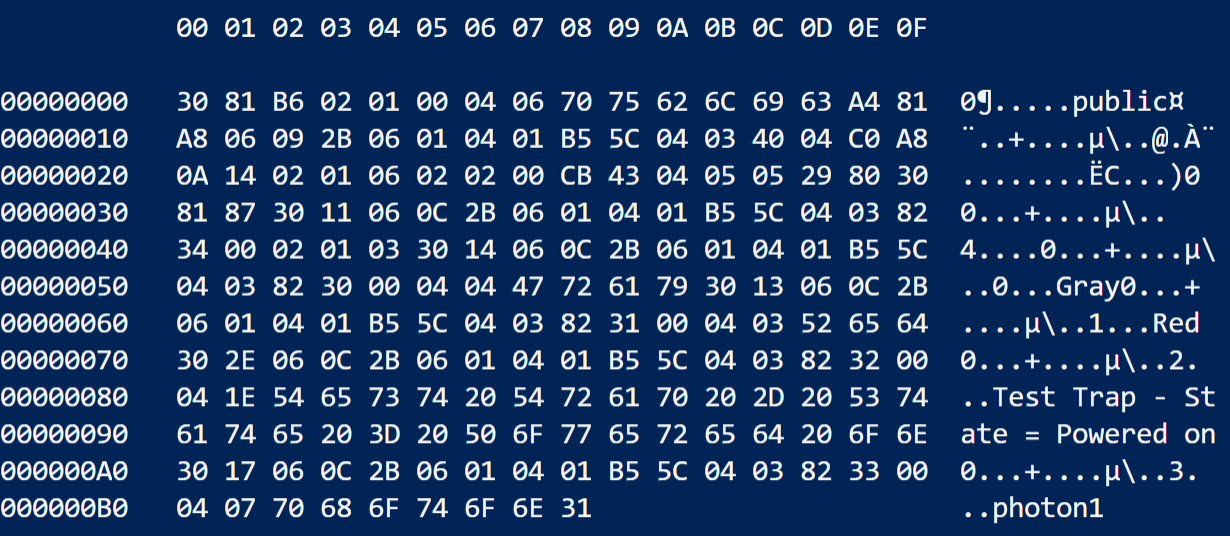 00 01 02 03 04 05 06 07 08 09 0A 0B 0C 0D 0E 0F
00000000 30 81 B6 02 01 00 04 06 70 75 62 6C 69 63 A4 81 0¶.....public¤
00000010 A8 06 09 2B 06 01 04 01 B5 5C 04 03 40 04 C0 A8 ¨..+....µ\..@.À¨
00000020 0A 14 02 01 06 02 02 00 CB 43 04 05 05 29 80 30 ........ËC...)0
00000030 81 87 30 11 06 0C 2B 06 01 04 01 B5 5C 04 03 82 0...+....µ\..
00000040 34 00 02 01 03 30 14 06 0C 2B 06 01 04 01 B5 5C 4....0...+....µ\
00000050 04 03 82 30 00 04 04 47 72 61 79 30 13 06 0C 2B ..0...Gray0...+
00000060 06 01 04 01 B5 5C 04 03 82 31 00 04 03 52 65 64 ....µ\..1...Red
00000070 30 2E 06 0C 2B 06 01 04 01 B5 5C 04 03 82 32 00 0...+....µ\..2.
00000080 04 1E 54 65 73 74 20 54 72 61 70 20 2D 20 53 74 ..Test Trap - St
00000090 61 74 65 20 3D 20 50 6F 77 65 72 65 64 20 6F 6E ate = Powered on
000000A0 30 17 06 0C 2B 06 01 04 01 B5 5C 04 03 82 33 00 0...+....µ\..3.
000000B0 04 07 70 68 6F 74 6F 6E 31 ..photon1